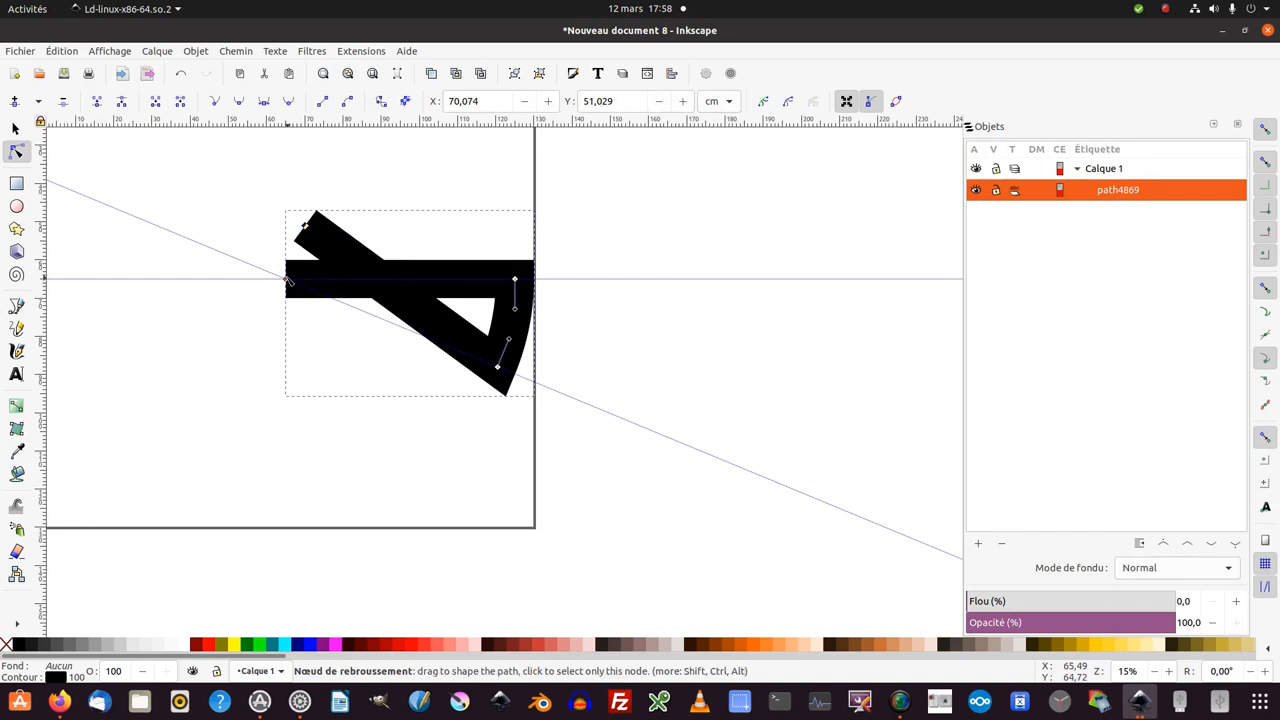 Activités Ld-linux-x86-64.so.2 12 mars 17:58
*Nouveau document 8 - Inkscape
Fichier Édition Affichage Calque Objet Chemin Texte Filtres Extensions Aide
X: 70,074 Y: 51,029 cm
Objets
A V T DM CE Étiquette
Calque 1
path4869
Mode de fondu : Normal
Flou (%) 0,0
Opacité (%) 100,0
Fond : Aucun
Contour : 100
O : 100
•Calque 1
Nœud de rebroussement: drag to shape the path, click to select only this node. (more: Shift, Ctrl, Alt)
X: 65,49
Y: 64,72
Z : 15%
R : 0,00°